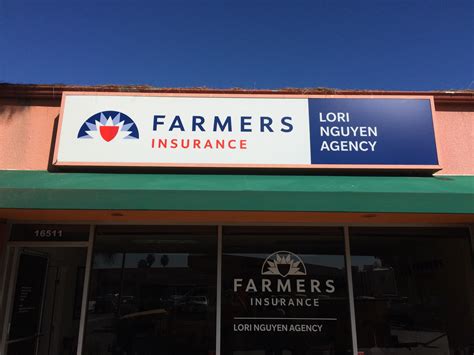 FARMERS
INSURANCE
LORI
NGUYEN
AGENCY
16511
FARMERS
INSURANCE
LORI NGUYEN AGENCY